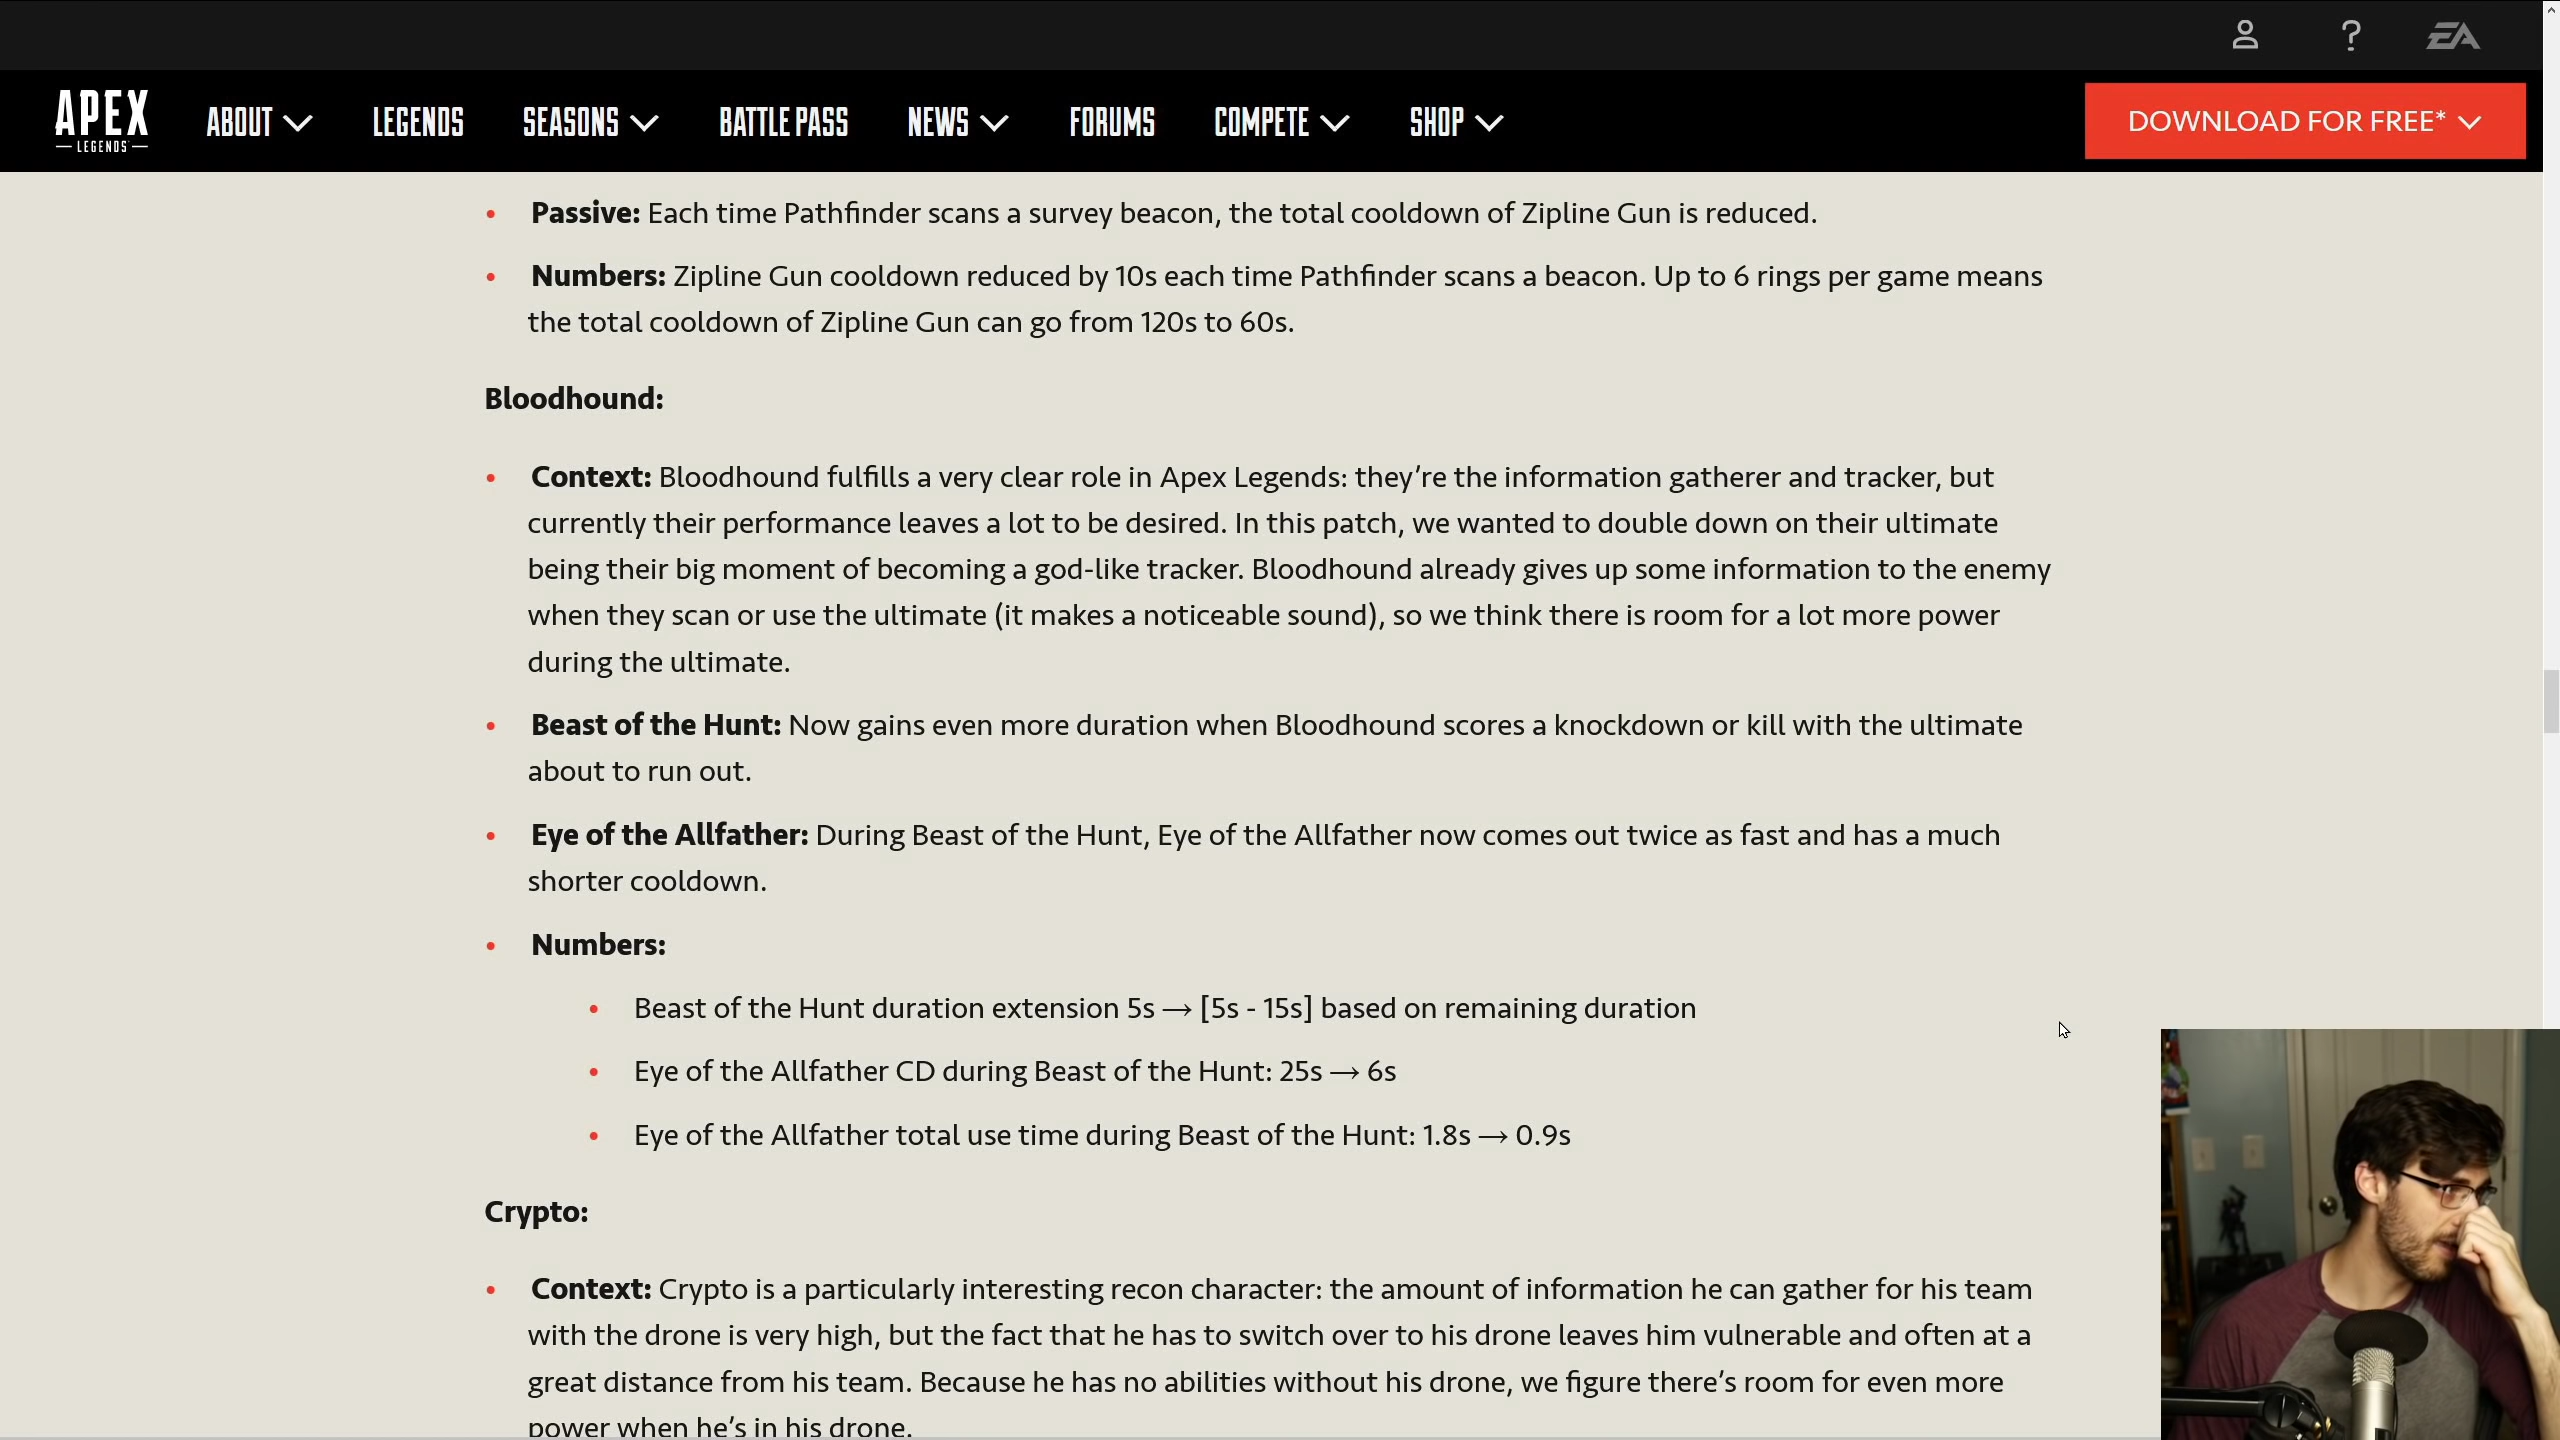 ?
EA
APEX
LEGENDS
ABOUT
LEGENDS
SEASONS
BATTLE PASS
NEWS
FORUMS
COMPETE
SHOP
DOWNLOAD FOR FREE*
• Passive: Each time Pathfinder scans a survey beacon, the total cooldown of Zipline Gun is reduced.
• Numbers: Zipline Gun cooldown reduced by 10s each time Pathfinder scans a beacon. Up to 6 rings per game means
the total cooldown of Zipline Gun can go from 120s to 60s.
Bloodhound:
• Context: Bloodhound fulfills a very clear role in Apex Legends: they’re the information gatherer and tracker, but
currently their performance leaves a lot to be desired. In this patch, we wanted to double down on their ultimate
being their big moment of becoming a god-like tracker. Bloodhound already gives up some information to the enemy
when they scan or use the ultimate (it makes a noticeable sound), so we think there is room for a lot more power
during the ultimate.
• Beast of the Hunt: Now gains even more duration when Bloodhound scores a knockdown or kill with the ultimate
about to run out.
• Eye of the Allfather: During Beast of the Hunt, Eye of the Allfather now comes out twice as fast and has a much
shorter cooldown.
• Numbers:
• Beast of the Hunt duration extension 5s → [5s - 15s] based on remaining duration
• Eye of the Allfather CD during Beast of the Hunt: 25s → 6s
• Eye of the Allfather total use time during Beast of the Hunt: 1.8s → 0.9s
Crypto:
• Context: Crypto is a particularly interesting recon character: the amount of information he can gather for his team
with the drone is very high, but the fact that he has to switch over to his drone leaves him vulnerable and often at a
great distance from his team. Because he has no abilities without his drone, we figure there’s room for even more
power when he’s in his drone.